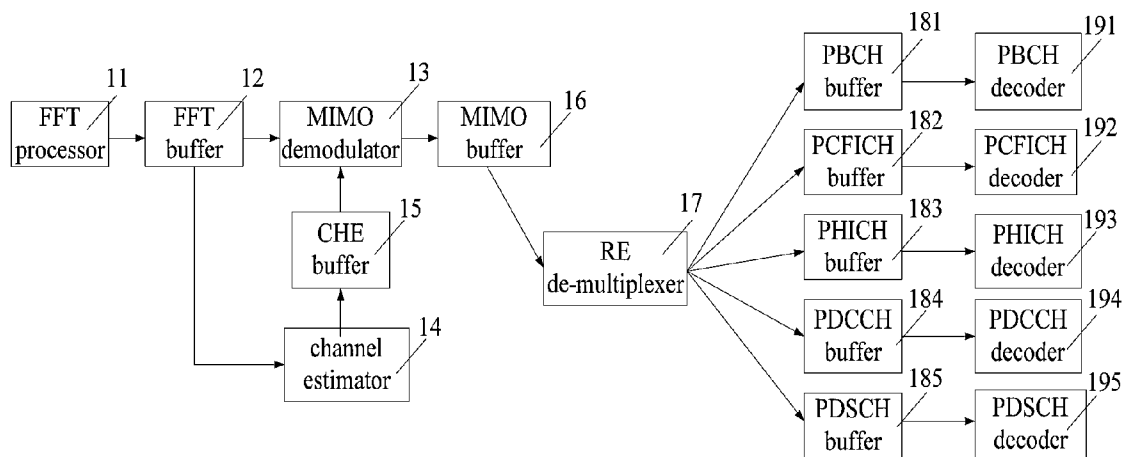 11
FFT
processor
12
FFT
buffer
13
MIMO
demodulator
MIMO
buffer
16
15
CHE
buffer
14
channel
estimator
17
RE
de-multiplexer
181
PBCH
buffer
191
PBCH
decoder
182
PCFICH
buffer
192
PCFICH
decoder
183
PHICH
buffer
193
PHICH
decoder
184
PDCCH
buffer
194
PDCCH
decoder
185
PDSCH
buffer
195
PDSCH
decoder